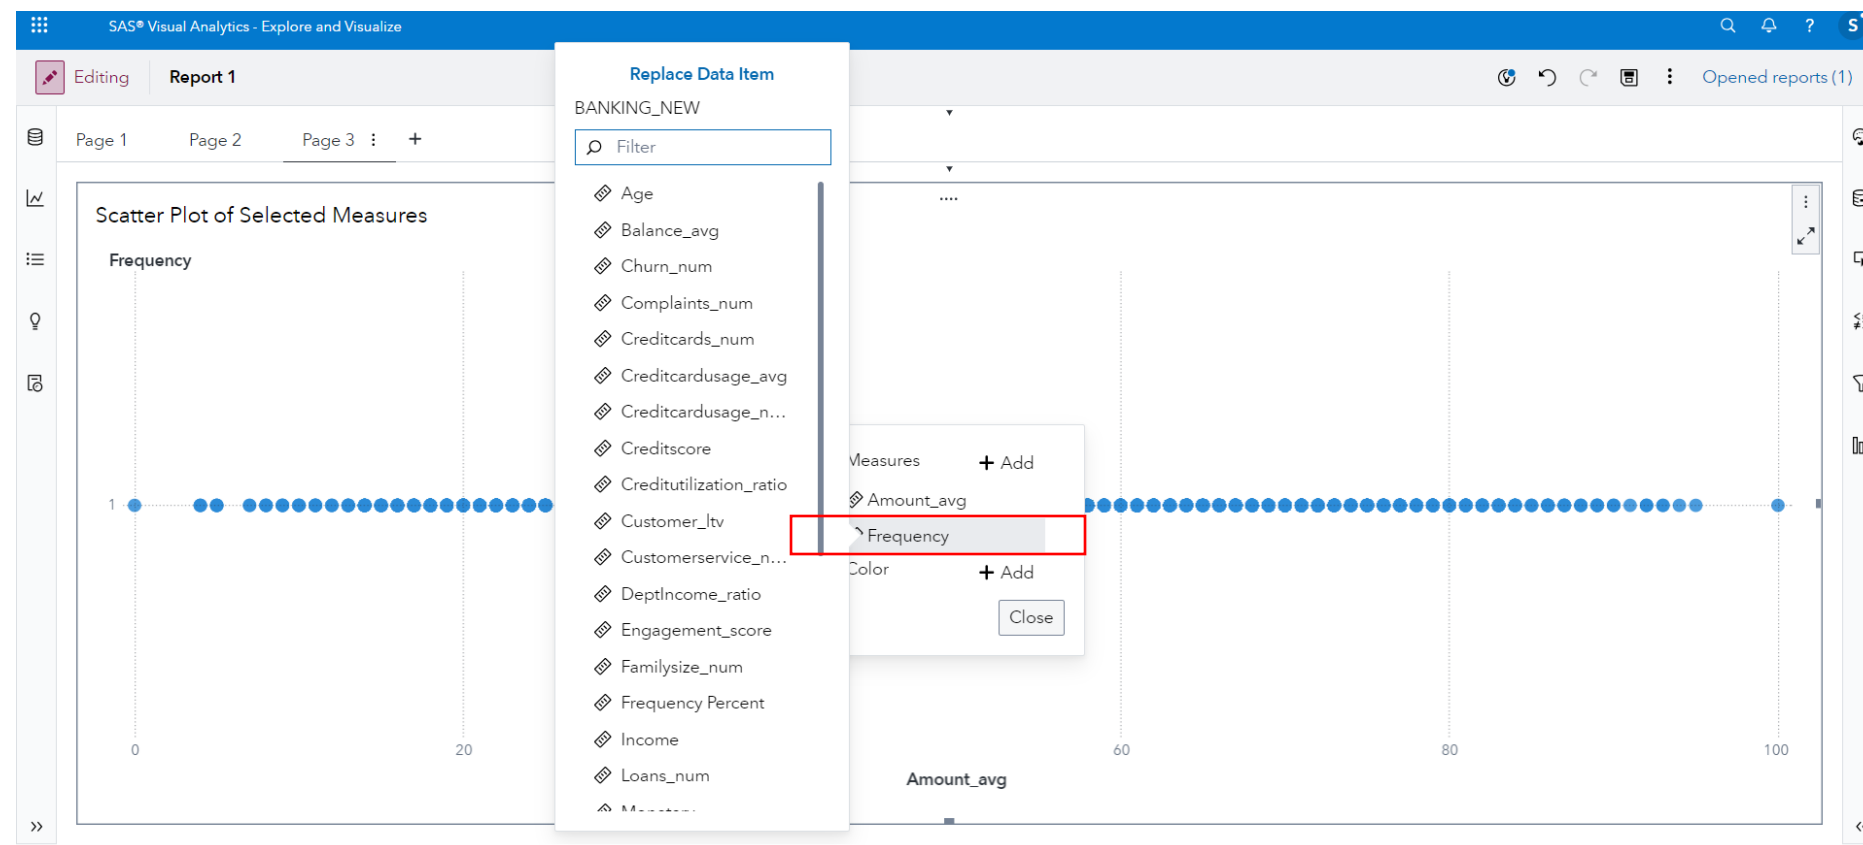 SAS® Visual Analytics - Explore and Visualize
?
S
Editing
Report 1
Opened reports (1)
Page 1
Page 2
Page 3
+
Replace Data Item
BANKING_NEW
Filter
Age
Balance_avg
Churn_num
Complaints_num
Creditcards_num
Creditcardusage_avg
Creditcardusage_n...
Creditscore
Creditutilization_ratio
Customer_ltv
Customerservice_n...
DeptIncome_ratio
Engagement_score
Familysize_num
Frequency Percent
Income
Loans_num
Scatter Plot of Selected Measures
Frequency
1
Measures
+ Add
Amount_avg
Frequency
Color
+ Add
Close
0
20
60
80
100
Amount_avg